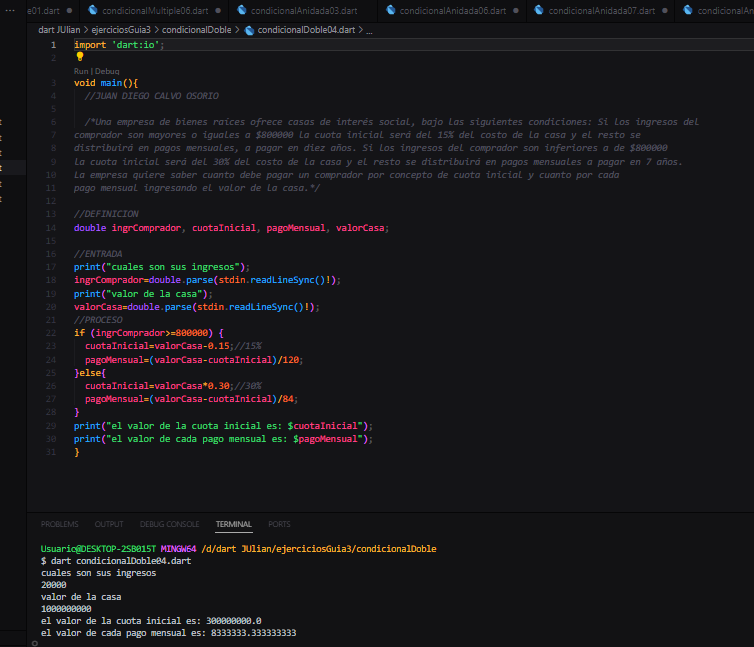 e01.dart condicionalMultiple06.dart condicionalAnidada03.dart condicionalAnidada06.dart condicionalAnidada07.dart condicionalAn
dart JUlian > ejerciciosGuia3 > condicionalDoble > condicionalDoble04.dart > ...
1 import 'dart:io';
2
Run | Debug
3 void main(){
4 //JUAN DIEGO CALVO OSORIO
5
6 /*Una empresa de bienes raíces ofrece casas de interés social, bajo las siguientes condiciones: Si los ingresos del
7 comprador son mayores o iguales a $800000 la cuota inicial será del 15% del costo de la casa y el resto se
8 distribuirá en pagos mensuales, a pagar en diez años. Si los ingresos del comprador son inferiores a de $800000
9 la cuota inicial será del 30% del costo de la casa y el resto se distribuirá en pagos mensuales a pagar en 7 años.
10 La empresa quiere saber cuanto debe pagar un comprador por concepto de cuota inicial y cuanto por cada
11 pago mensual ingresando el valor de la casa.*/
12
13 //DEFINICION
14 double ingrComprador, cuotaInicial, pagoMensual, valorCasa;
15
16 //ENTRADA
17 print("cuales son sus ingresos");
18 ingrComprador=double.parse(stdin.readLineSync()!);
19 print("valor de la casa");
20 valorCasa=double.parse(stdin.readLineSync()!);
21 //PROCESO
22 if (ingrComprador>=800000) {
23 cuotaInicial=valorCasa-0.15;//15%
24 pagoMensual=(valorCasa-cuotaInicial)/120;
25 }else{
26 cuotaInicial=valorCasa*0.30;//30%
27 pagoMensual=(valorCasa-cuotaInicial)/84;
28 }
29 print("el valor de la cuota inicial es: $cuotaInicial");
30 print("el valor de cada pago mensual es: $pagoMensual");
31 }
PROBLEMS OUTPUT DEBUG CONSOLE TERMINAL PORTS
Usuario@DESKTOP-2SB015T MINGW64 /d/dart JUlian/ejerciciosGuia3/condicionalDoble
$ dart condicionalDoble04.dart
cuales son sus ingresos
20000
valor de la casa
1000000000
el valor de la cuota inicial es: 300000000.0
el valor de cada pago mensual es: 8333333.333333333